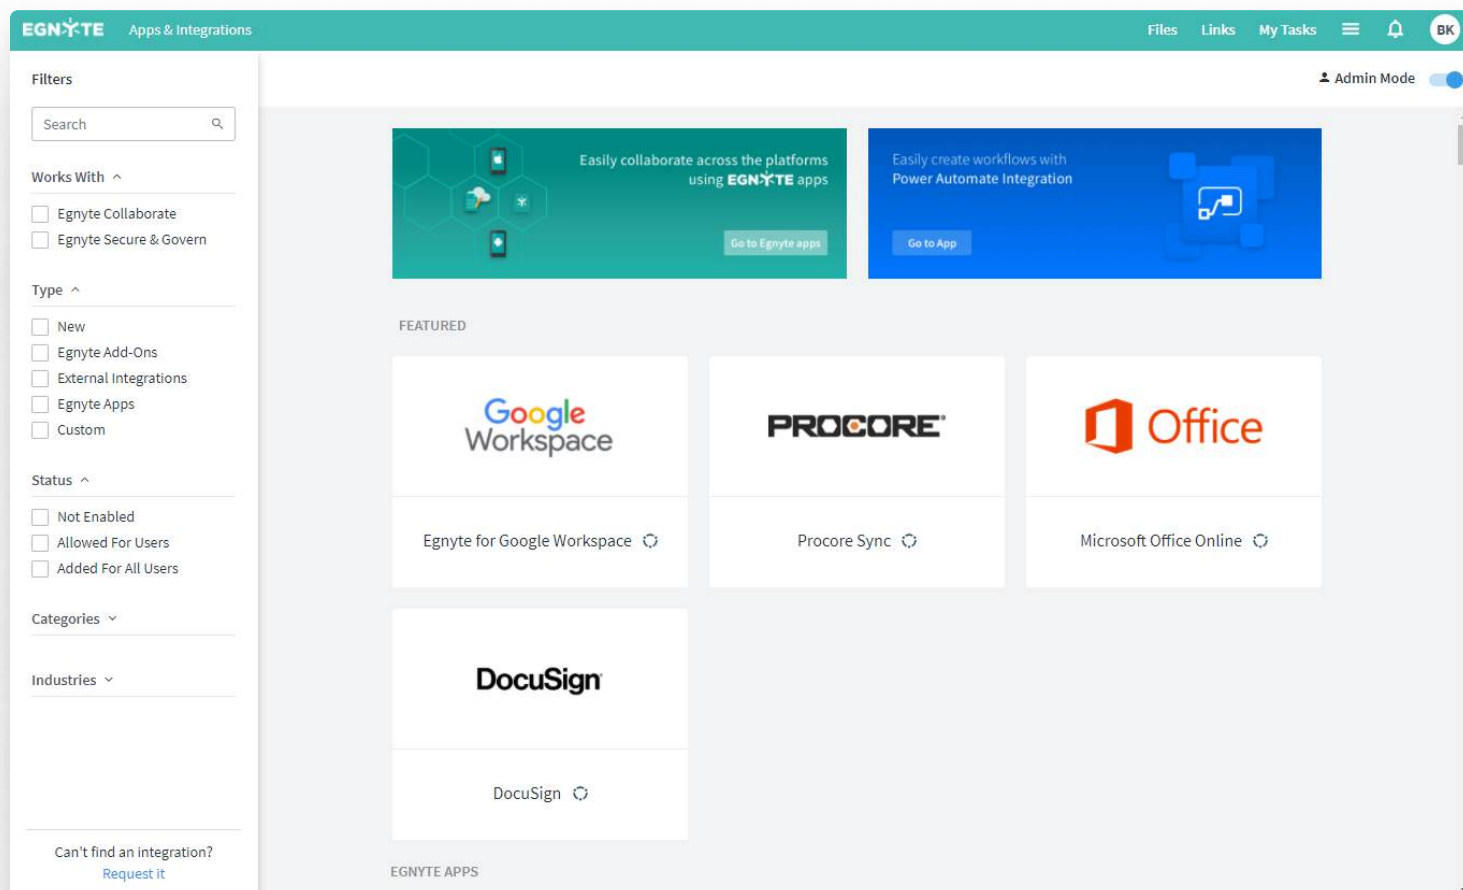 EGNYTE Apps & Integrations Files Links My Tasks BK
Filters
Admin Mode
Search
Works With
Egnyte Collaborate
Egnyte Secure & Govern
Type
New
Egnyte Add-Ons
External Integrations
Egnyte Apps
Custom
Status
Not Enabled
Allowed For Users
Added For All Users
Categories
Industries
Can't find an integration?
Request it
Easily collaborate across the platforms
using EGNYTE apps
Go to Egnyte apps
Easily create workflows with
Power Automate Integration
Go to App
FEATURED
Google
Workspace
Egnyte for Google Workspace
PROCORE
Procore Sync
Office
Microsoft Office Online
DocuSign
DocuSign
EGNYTE APPS